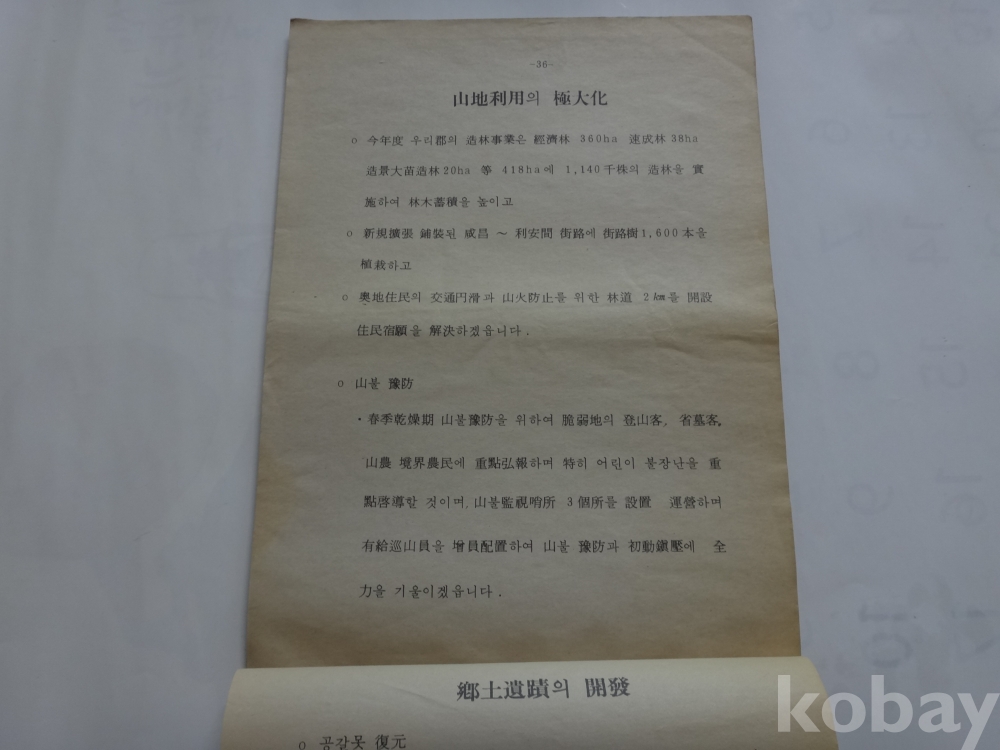 -36-
山地利用의 極大化
o 今年度 우리郡의 造林事業은 經濟林 360ha 速成林 38ha
造景大苗造林20ha 等 418ha에 1,140千株의 造林을 實
施하여 林木蓄積을 높이고
o 新規擴張 鋪裝된 咸昌 ~ 利安間 街路에 街路樹1,600本을
植栽하고
o 奧地住民의 交通円滑과 山火防止를 위한 林道 2㎞를 開設
住民宿願을 解決하겠읍니다.
o 山불 豫防
· 春季乾燥期 山불豫防을 위하여 脆弱地의 登山客, 省墓客,
山農 境界農民에 重點弘報하며 特히 어린이 불장난을 重
點啓導할 것이며, 山불監視哨所 3個所를 設置 運營하며
有給巡山員을 增員配置하여 山불 豫防과 初動鎭壓에 全
力을 기울이겠읍니다.
鄕土遺蹟의 開發
o 공갈못 復元
kobay